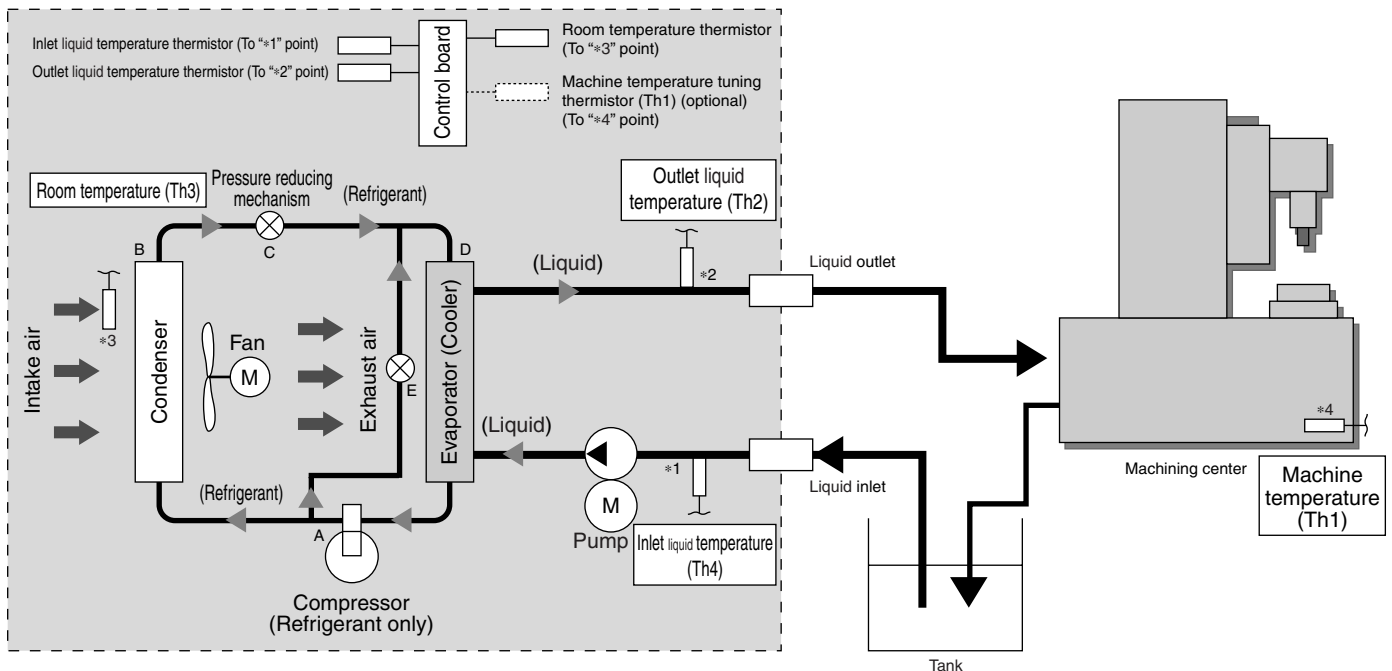 Inlet liquid temperature thermistor (To “*1” point)
Outlet liquid temperature thermistor (To “*2” point)
Control board
Room temperature thermistor
(To “*3” point)
Machine temperature tuning
thermistor (Th1) (optional)
(To “*4” point)
Room temperature (Th3)
Pressure reducing
mechanism
(Refrigerant)
Outlet liquid
temperature (Th2)
B
C
D
(Liquid)
*2
Liquid outlet
Intake air
*3
Condenser
Fan
M
Exhaust air
E
Evaporator (Cooler)
*4
(Liquid)
*1
Liquid inlet
Machining center
Machine
temperature
(Th1)
(Refrigerant)
A
M
Pump
Inlet liquid temperature
(Th4)
Compressor
(Refrigerant only)
Tank